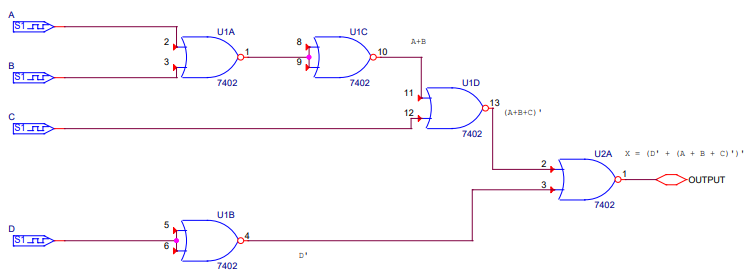 A
S1
U1A
U1C
2
1
8
10
A+B
3
9
B
S1
7402
7402
U1D
11
13
C
12
(A+B+C)'
S1
7402
U2A
X = (D' + (A + B + C)')'
2
1
OUTPUT
3
7402
U1B
D
5
4
S1
6
D'
7402